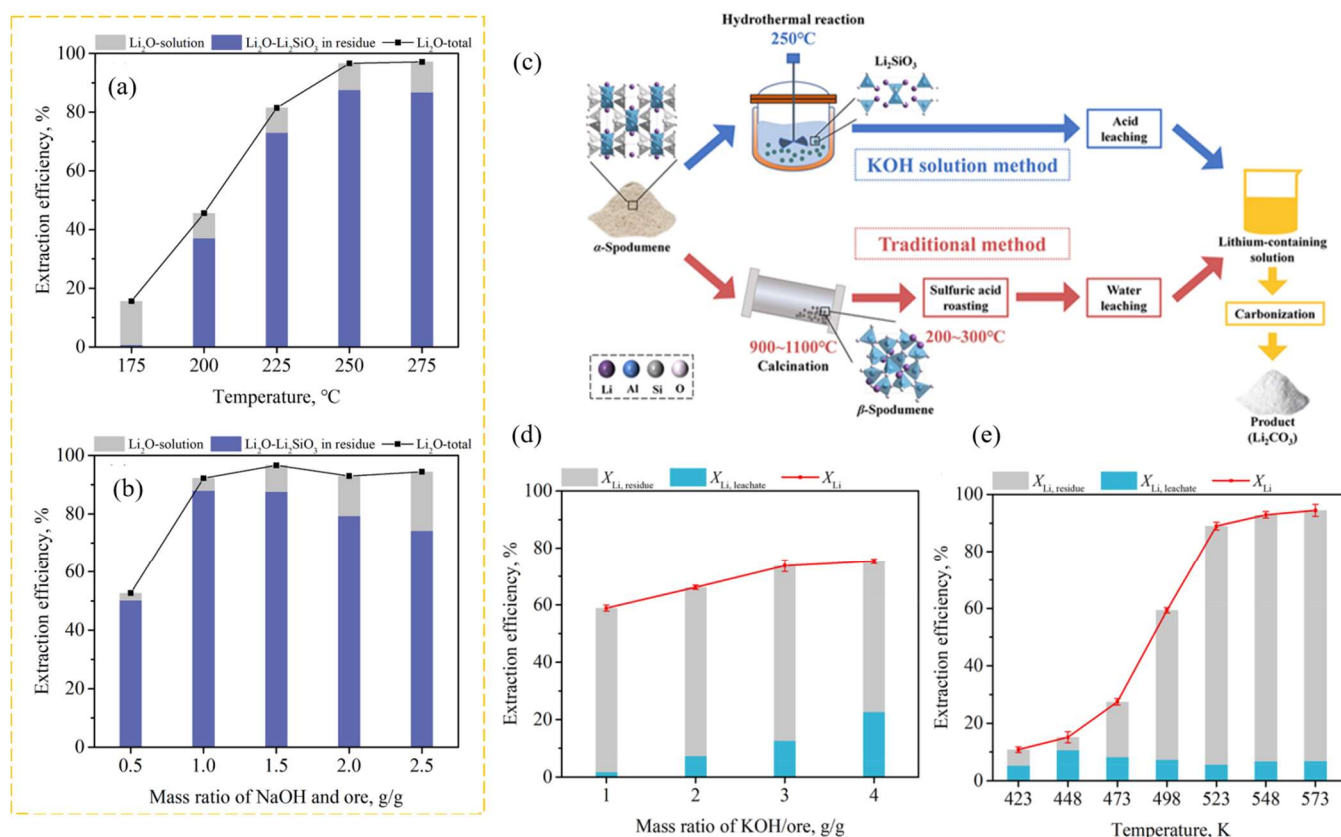 Li₂O-solution Li₂O-Li₂SiO₃ in residue Li₂O-total
(a)
Extraction efficiency, %
100
80
60
40
20
0
175 200 225 250 275
Temperature, °C
Li₂O-solution Li₂O-Li₂SiO₃ in residue Li₂O-total
(b)
Extraction efficiency, %
100
80
60
40
20
0
0.5 1.0 1.5 2.0 2.5
Mass ratio of NaOH and ore, g/g
(c)
Hydrothermal reaction
250°C
Li₂SiO₃
α-Spodumene
Acid
leaching
KOH solution method
Traditional method
Lithium-containing
solution
Sulfuric acid
roasting
Water
leaching
900~1100°C
Calcination
200~300°C
β-Spodumene
Li Al Si O
Carbonization
Product
(Li₂CO₃)
(d)
X Li, residue X Li, leachate X Li
Extraction efficiency, %
100
80
60
40
20
0
1 2 3 4
Mass ratio of KOH/ore, g/g
(e)
X Li, residue X Li, leachate X Li
Extraction efficiency, %
100
80
60
40
20
0
423 448 473 498 523 548 573
Temperature, K